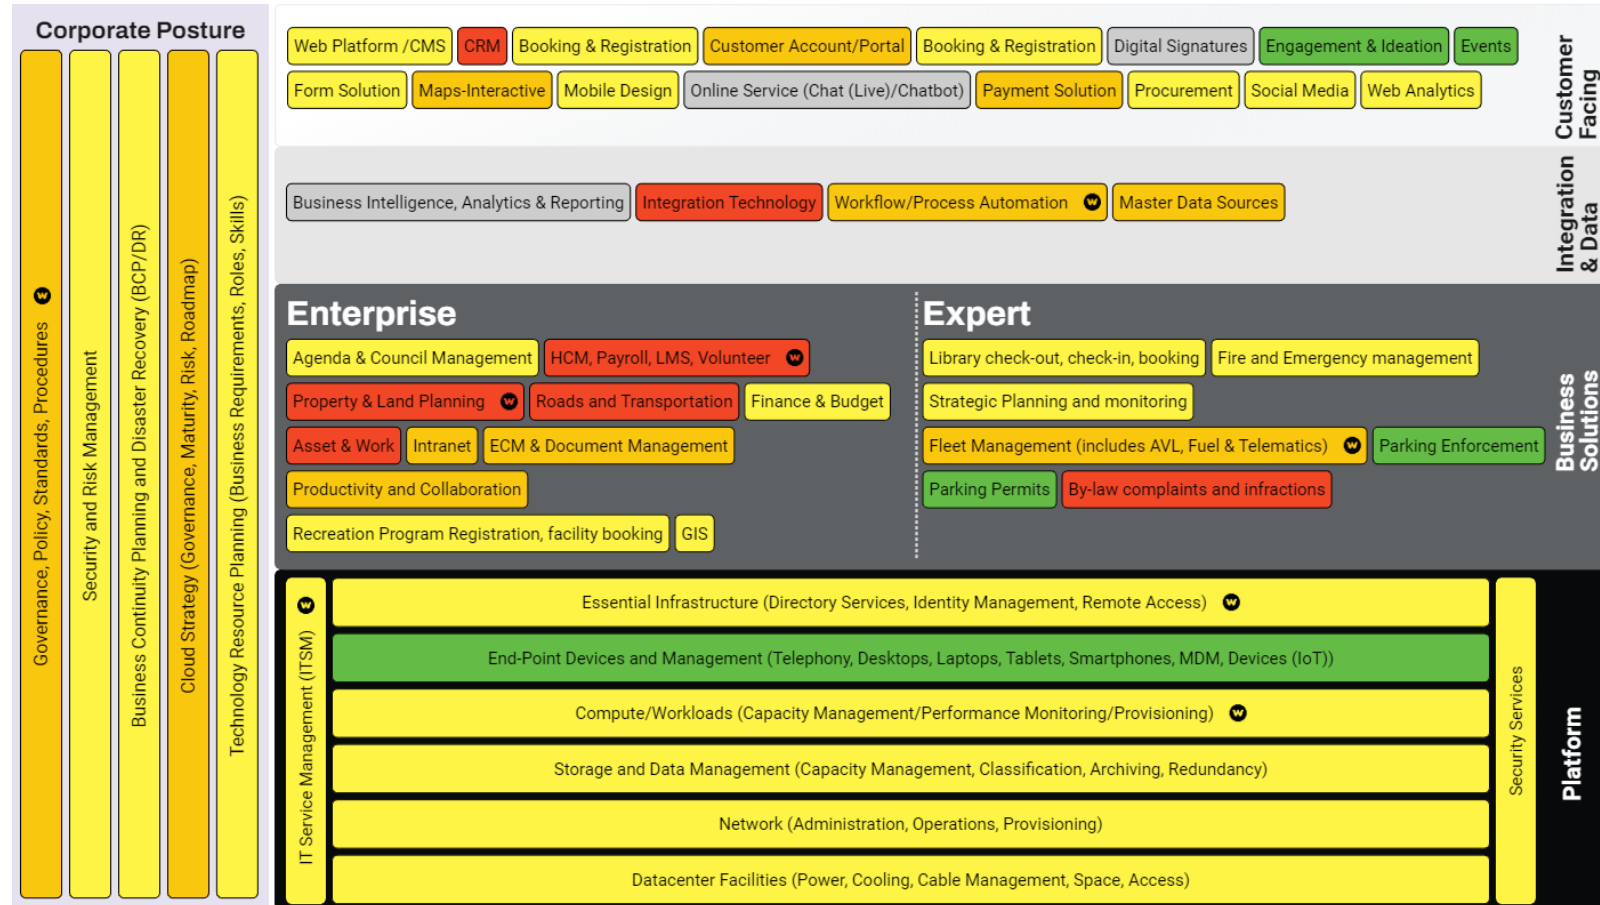 Corporate Posture
Governance, Policy, Standards, Procedures W
Security and Risk Management
Business Continuity Planning and Disaster Recovery (BCP/DR)
Cloud Strategy (Governance, Maturity, Risk, Roadmap)
Technology Resource Planning (Business Requirements, Roles, Skills)
Web Platform /CMS
CRM
Booking & Registration
Customer Account/Portal
Booking & Registration
Digital Signatures
Engagement & Ideation
Events
Form Solution
Maps-Interactive
Mobile Design
Online Service (Chat (Live)/Chatbot)
Payment Solution
Procurement
Social Media
Web Analytics
Customer
Facing
Business Intelligence, Analytics & Reporting
Integration Technology
Workflow/Process Automation W
Master Data Sources
Integration
& Data
Enterprise
Agenda & Council Management
HCM, Payroll, LMS, Volunteer W
Property & Land Planning W
Roads and Transportation
Finance & Budget
Asset & Work
Intranet
ECM & Document Management
Productivity and Collaboration
Recreation Program Registration, facility booking
GIS
Expert
Library check-out, check-in, booking
Fire and Emergency management
Strategic Planning and monitoring
Fleet Management (includes AVL, Fuel & Telematics) W
Parking Enforcement
Parking Permits
By-law complaints and infractions
Business
Solutions
IT Service Management (ITSM) W
Essential Infrastructure (Directory Services, Identity Management, Remote Access) W
End-Point Devices and Management (Telephony, Desktops, Laptops, Tablets, Smartphones, MDM, Devices (IoT))
Compute/Workloads (Capacity Management/Performance Monitoring/Provisioning) W
Storage and Data Management (Capacity Management, Classification, Archiving, Redundancy)
Network (Administration, Operations, Provisioning)
Datacenter Facilities (Power, Cooling, Cable Management, Space, Access)
Security Services
Platform